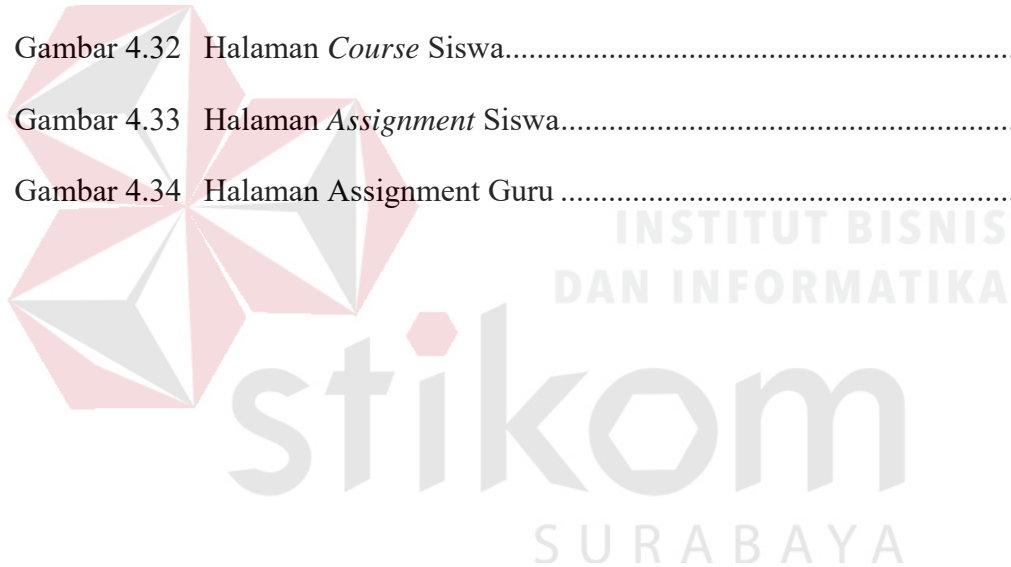 Gambar 4.32 Halaman Course Siswa..............................................................
Gambar 4.33 Halaman Assignment Siswa.......................................................
Gambar 4.34 Halaman Assignment Guru .......................................................
INSTITUT BISNIS
DAN INFORMATIKA
stikom
SURABAYA